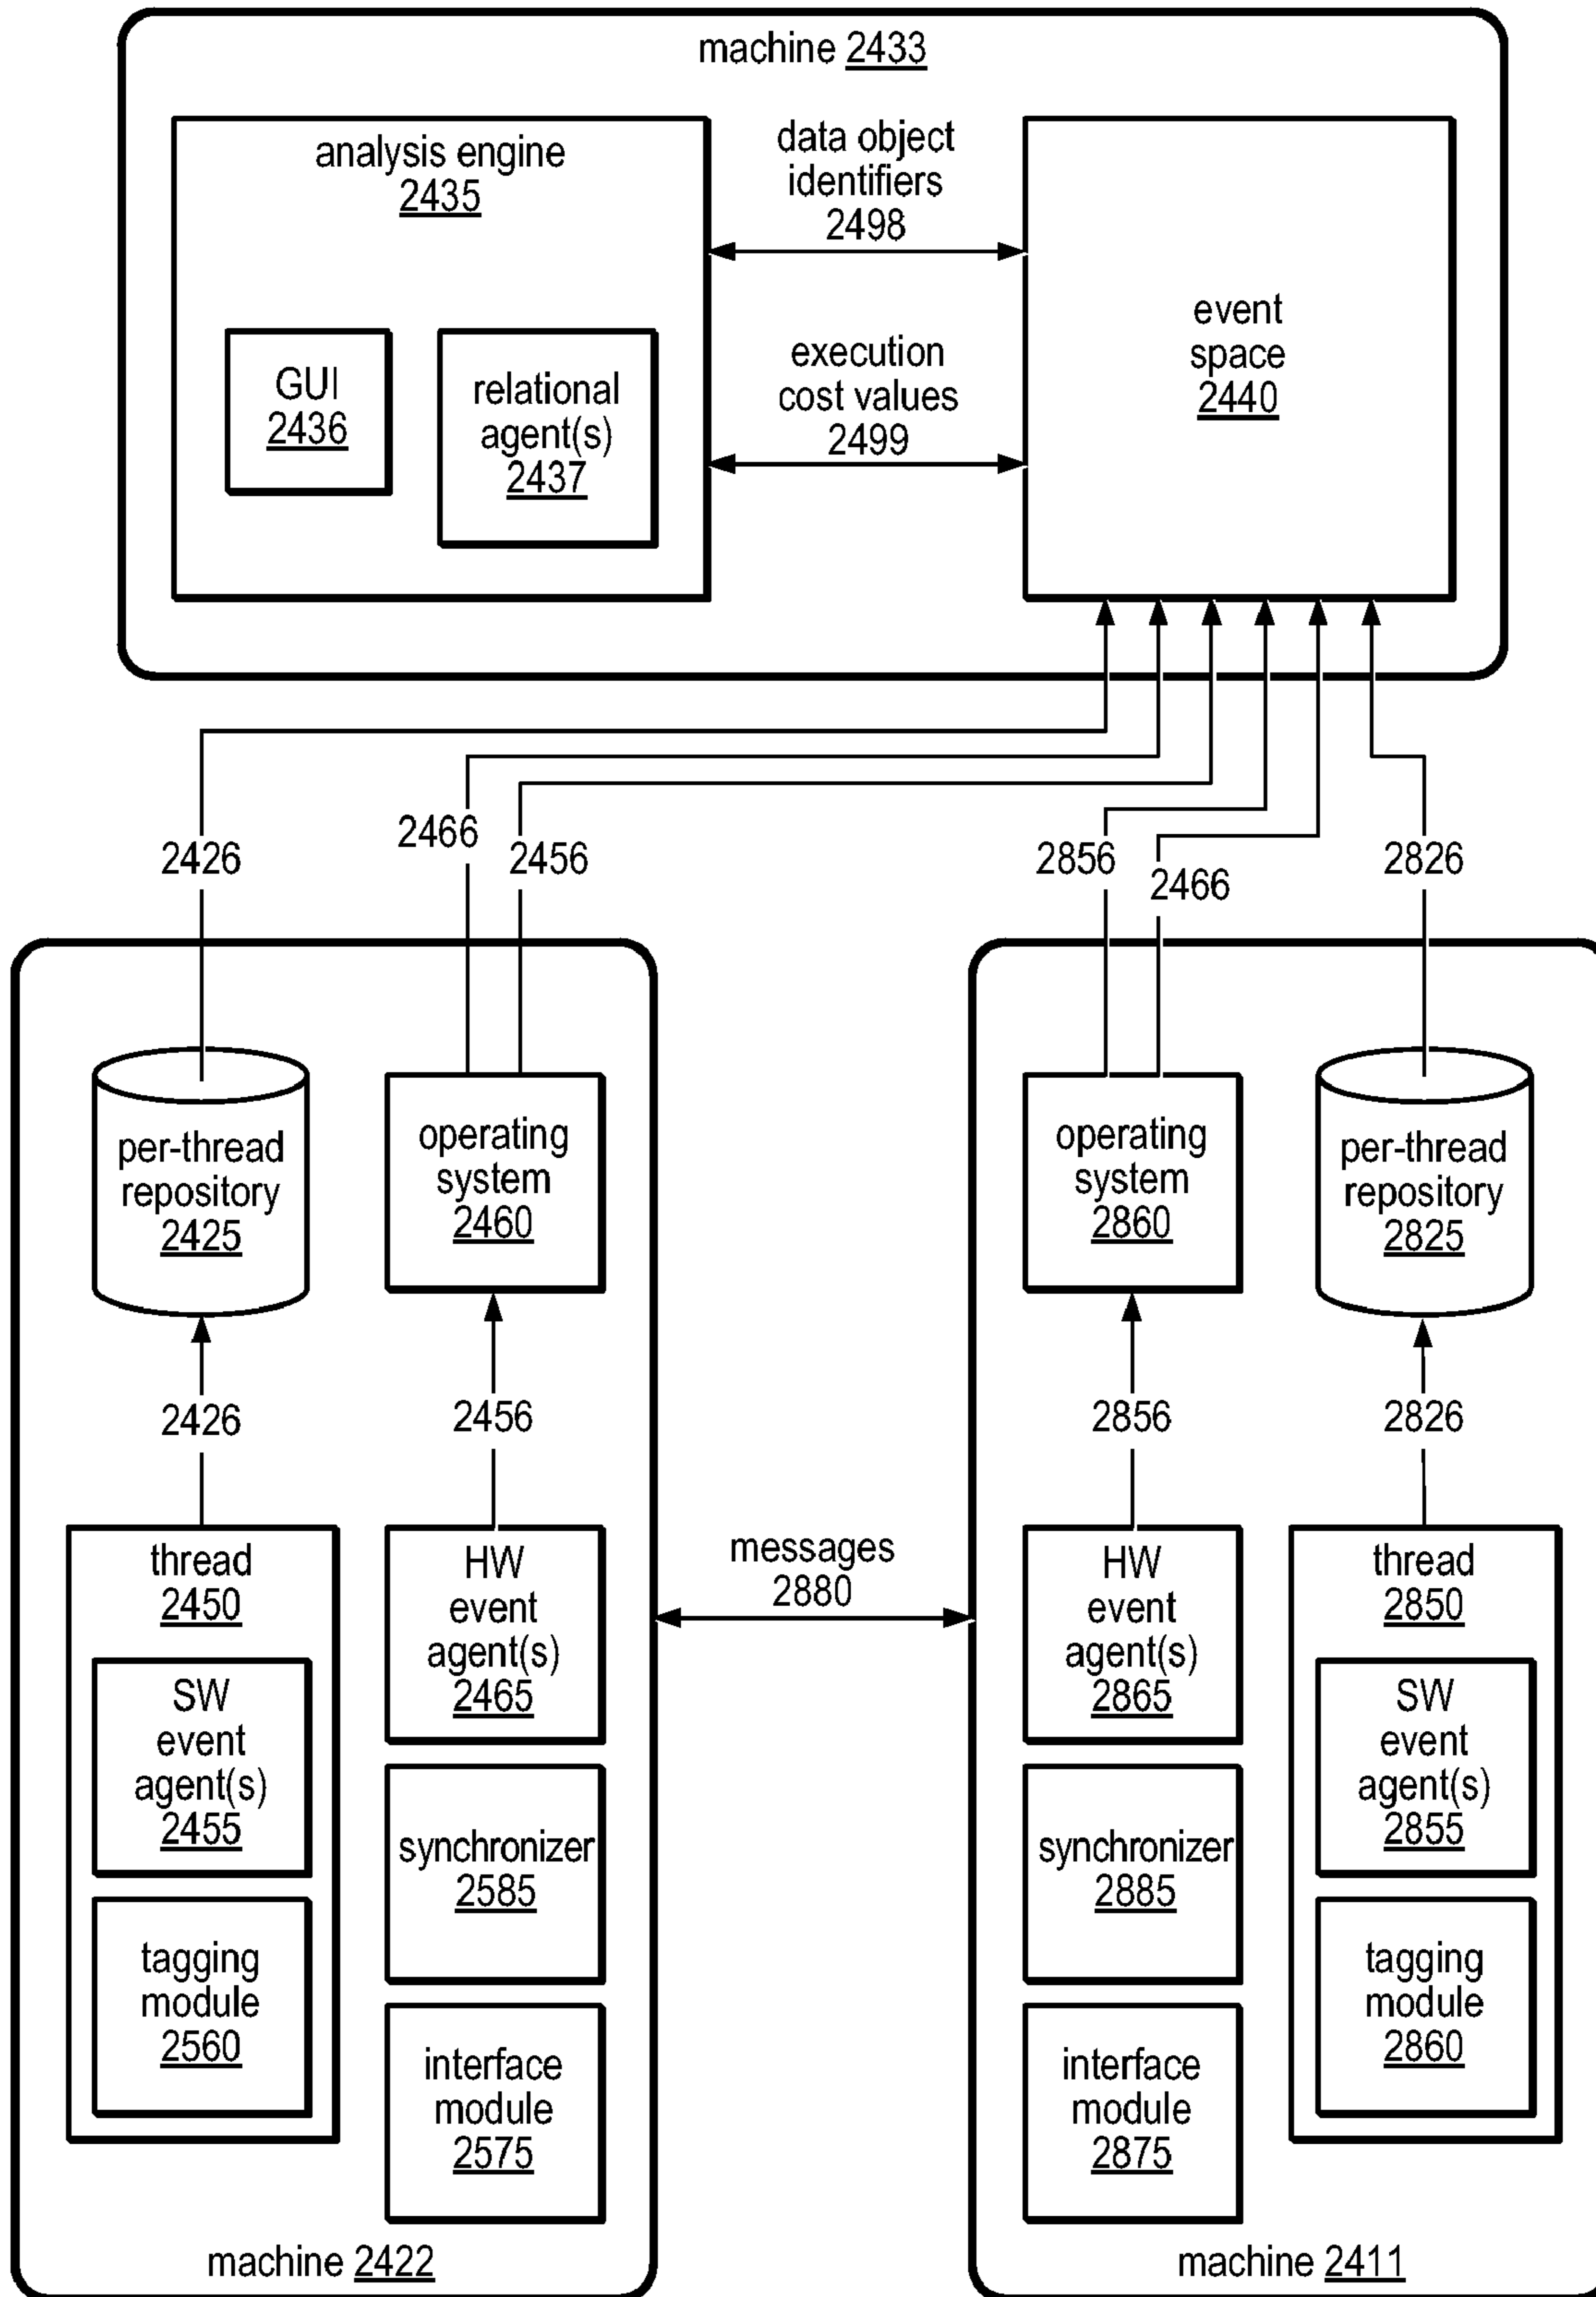 machine 2433
analysis engine
2435
GUI
2436
relational
agent(s)
2437
data object
identifiers
2498
execution
cost values
2499
event
space
2440
2426
2466
2456
2856
2466
2826
per-thread
repository
2425
operating
system
2460
2426
2456
thread
2450
SW
event
agent(s)
2455
tagging
module
2560
HW
event
agent(s)
2465
synchronizer
2585
interface
module
2575
machine 2422
messages
2880
operating
system
2860
per-thread
repository
2825
2856
2826
HW
event
agent(s)
2865
synchronizer
2885
interface
module
2875
thread
2850
SW
event
agent(s)
2855
tagging
module
2860
machine 2411